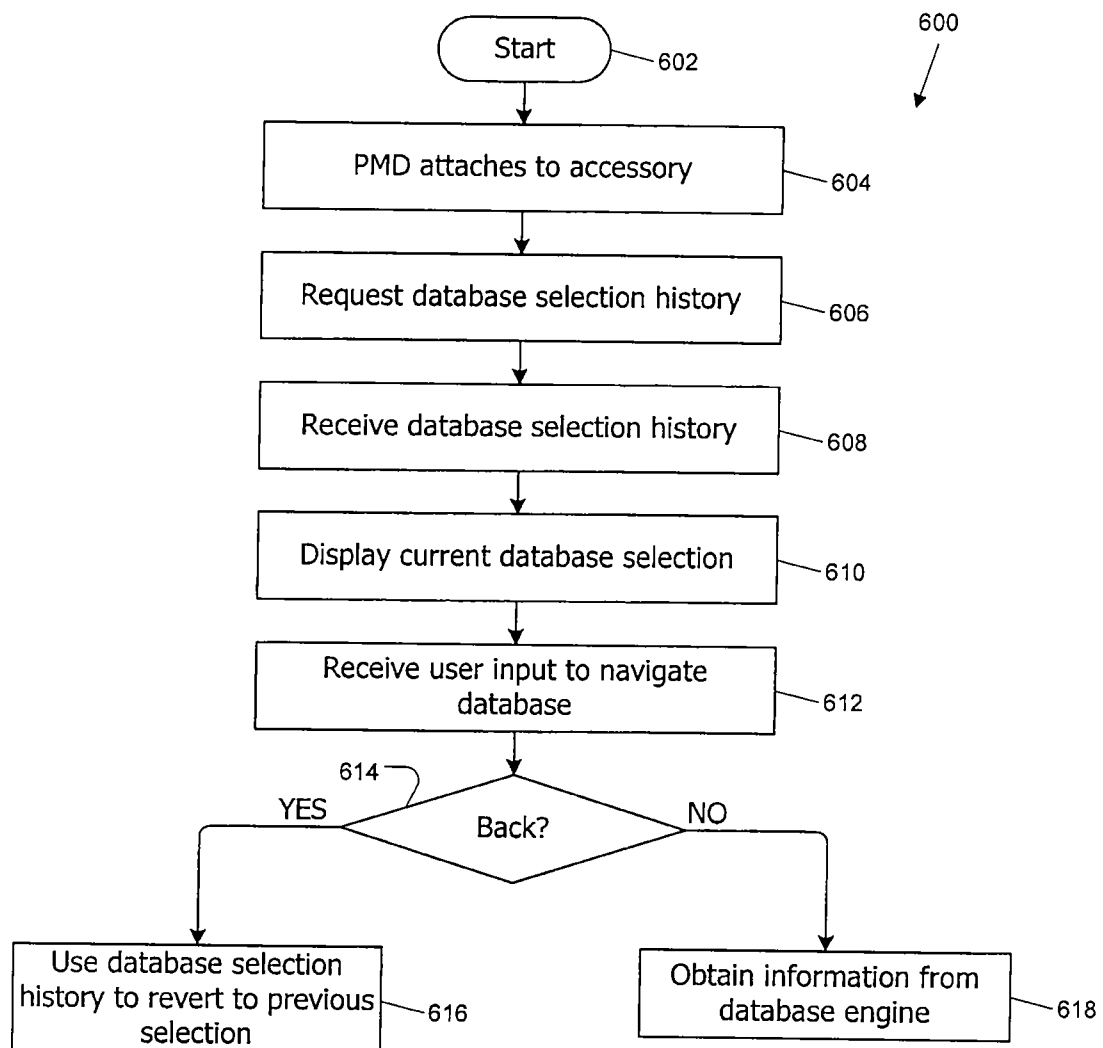 600
Start
602
PMD attaches to accessory
604
Request database selection history
606
Receive database selection history
608
Display current database selection
610
Receive user input to navigate
database
612
614
YES
Back?
NO
Use database selection
history to revert to previous
selection
616
Obtain information from
database engine
618